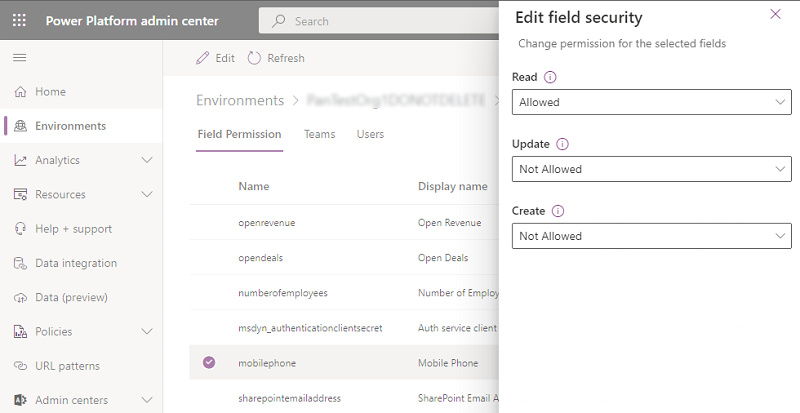 Power Platform admin center
Search
Edit
Refresh
Home
Environments
Analytics
Resources
Help + support
Data integration
Data (preview)
Policies
URL patterns
Admin centers
Environments
Field Permission
Teams
Users
Name
Display name
openrevenue
Open Revenue
opendeals
Open Deals
numberofemployees
Number of Employ
msdyn_authenticationclientsecret
Auth service client
mobilephone
Mobile Phone
sharepointemailaddress
SharePoint Email A
Edit field security
Change permission for the selected fields
Read
Allowed
Update
Not Allowed
Create
Not Allowed